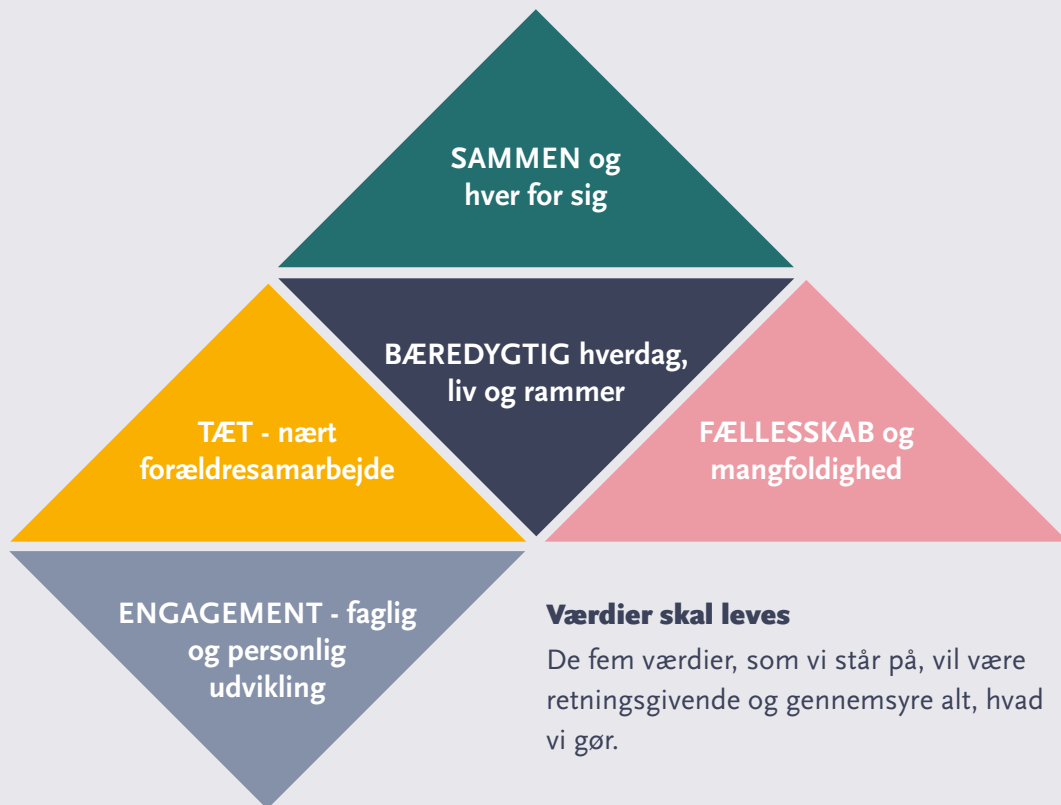 SAMMEN og
hver for sig
BÆREDYGTIG hverdag,
liv og rammer
TÆT - nært
forældresamarbejde
FÆLLESSKAB og
mangfoldighed
ENGAGEMENT - faglig
og personlig
udvikling
Værdier skal leves
De fem værdier, som vi står på, vil være
retningsgivende og gennemsyre alt, hvad
vi gør.